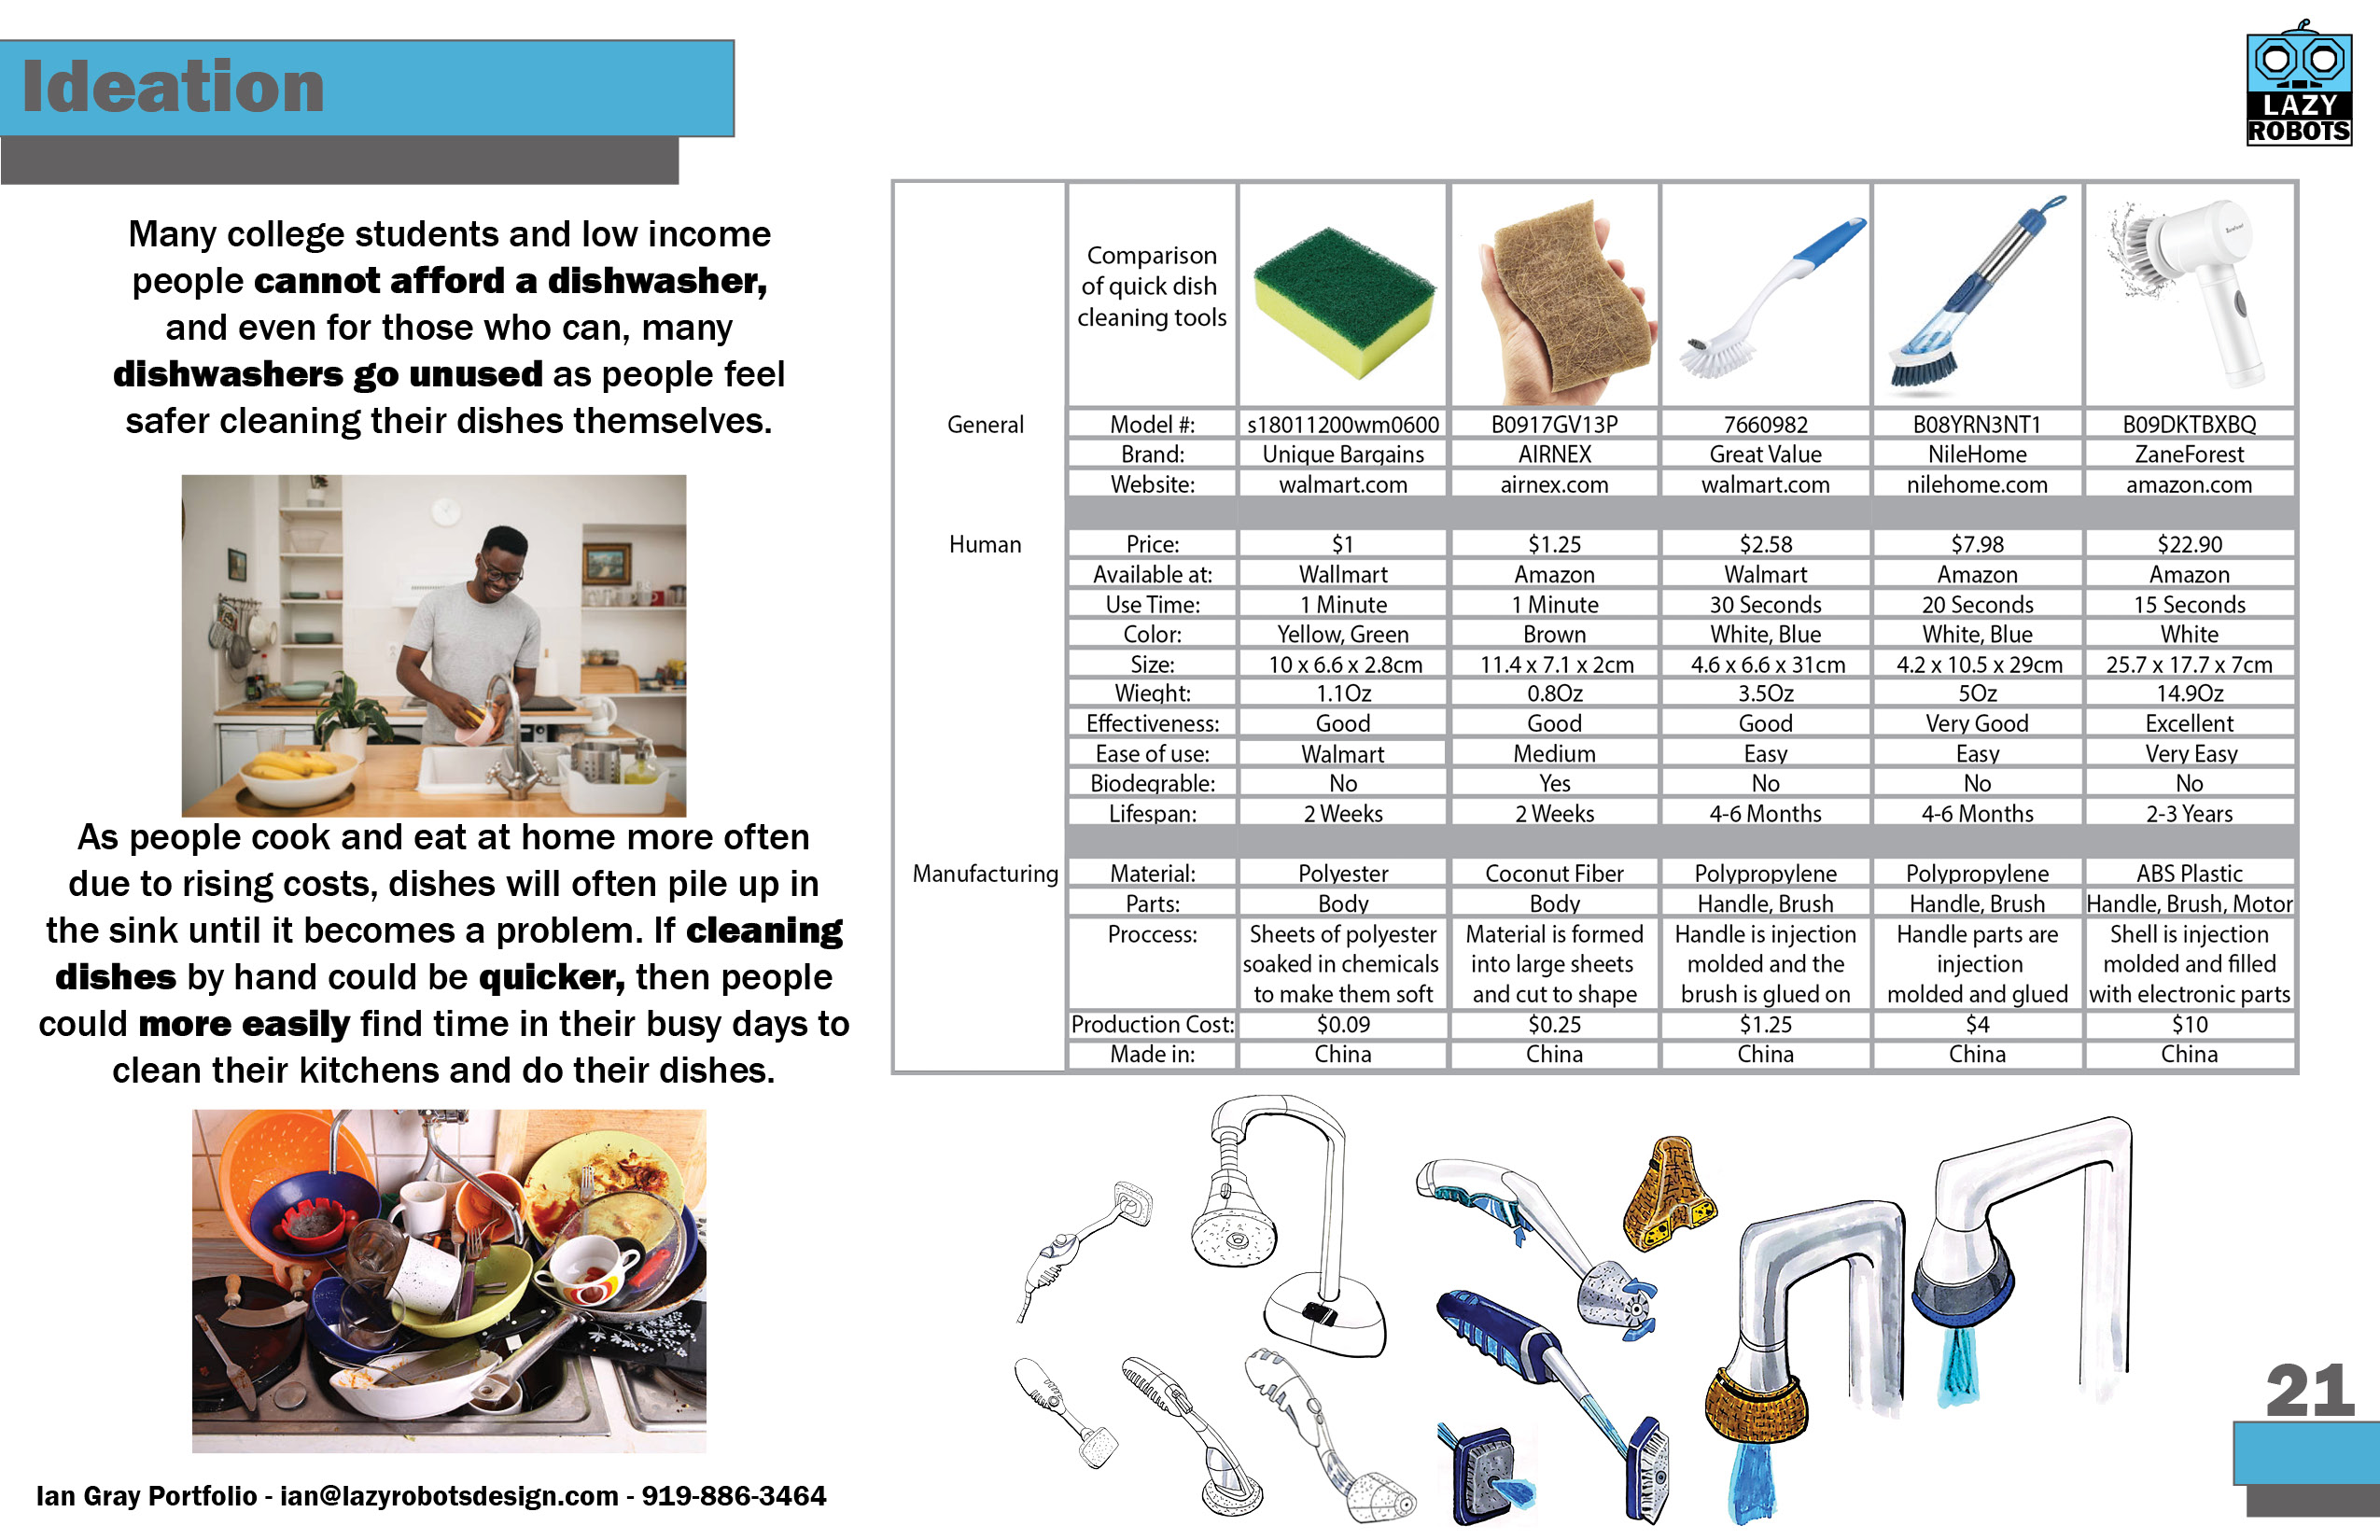 Ideation
LAZY
ROBOTS
Many college students and low income
people cannot afford a dishwasher,
and even for those who can, many
dishwashers go unused as people feel
safer cleaning their dishes themselves.
As people cook and eat at home more often
due to rising costs, dishes will often pile up in
the sink until it becomes a problem. If cleaning
dishes by hand could be quicker, then people
could more easily find time in their busy days to
clean their kitchens and do their dishes.
Comparison
of quick dish
cleaning tools
General Model #: s18011200wm0600 B0917GV13P 7660982 B08YRN3NT1 B09DKTBXBQ
Brand: Unique Bargains AIRNEX Great Value NileHome ZaneForest
Website: walmart.com airnex.com walmart.com nilehome.com amazon.com
Human Price: $1 $1.25 $2.58 $7.98 $22.90
Available at: Wallmart Amazon Walmart Amazon Amazon
Use Time: 1 Minute 1 Minute 30 Seconds 20 Seconds 15 Seconds
Color: Yellow, Green Brown White, Blue White, Blue White
Size: 10 x 6.6 x 2.8cm 11.4 x 7.1 x 2cm 4.6 x 6.6 x 31cm 4.2 x 10.5 x 29cm 25.7 x 17.7 x 7cm
Wieght: 1.1Oz 0.8Oz 3.5Oz 5Oz 14.9Oz
Effectiveness: Good Good Good Very Good Excellent
Ease of use: Walmart Medium Easy Easy Very Easy
Biodegrable: No Yes No No No
Lifespan: 2 Weeks 2 Weeks 4-6 Months 4-6 Months 2-3 Years
Manufacturing Material: Polyester Coconut Fiber Polypropylene Polypropylene ABS Plastic
Parts: Body Body Handle, Brush Handle, Brush Handle, Brush, Motor
Proccess: Sheets of polyester Material is formed Handle is injection Handle parts are Shell is injection
soaked in chemicals into large sheets molded and the injection molded and filled
to make them soft and cut to shape brush is glued on molded and glued with electronic parts
Production Cost: $0.09 $0.25 $1.25 $4 $10
Made in: China China China China China
21
Ian Gray Portfolio - ian@lazyrobotsdesign.com - 919-886-3464